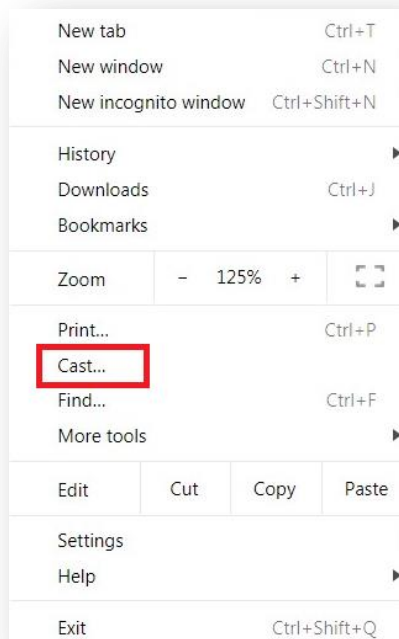 New tab Ctrl+T
New window Ctrl+N
New incognito window Ctrl+Shift+N
History
Downloads Ctrl+J
Bookmarks
Zoom - 125% +
Print... Ctrl+P
Cast...
Find... Ctrl+F
More tools
Edit Cut Copy Paste
Settings
Help
Exit Ctrl+Shift+Q